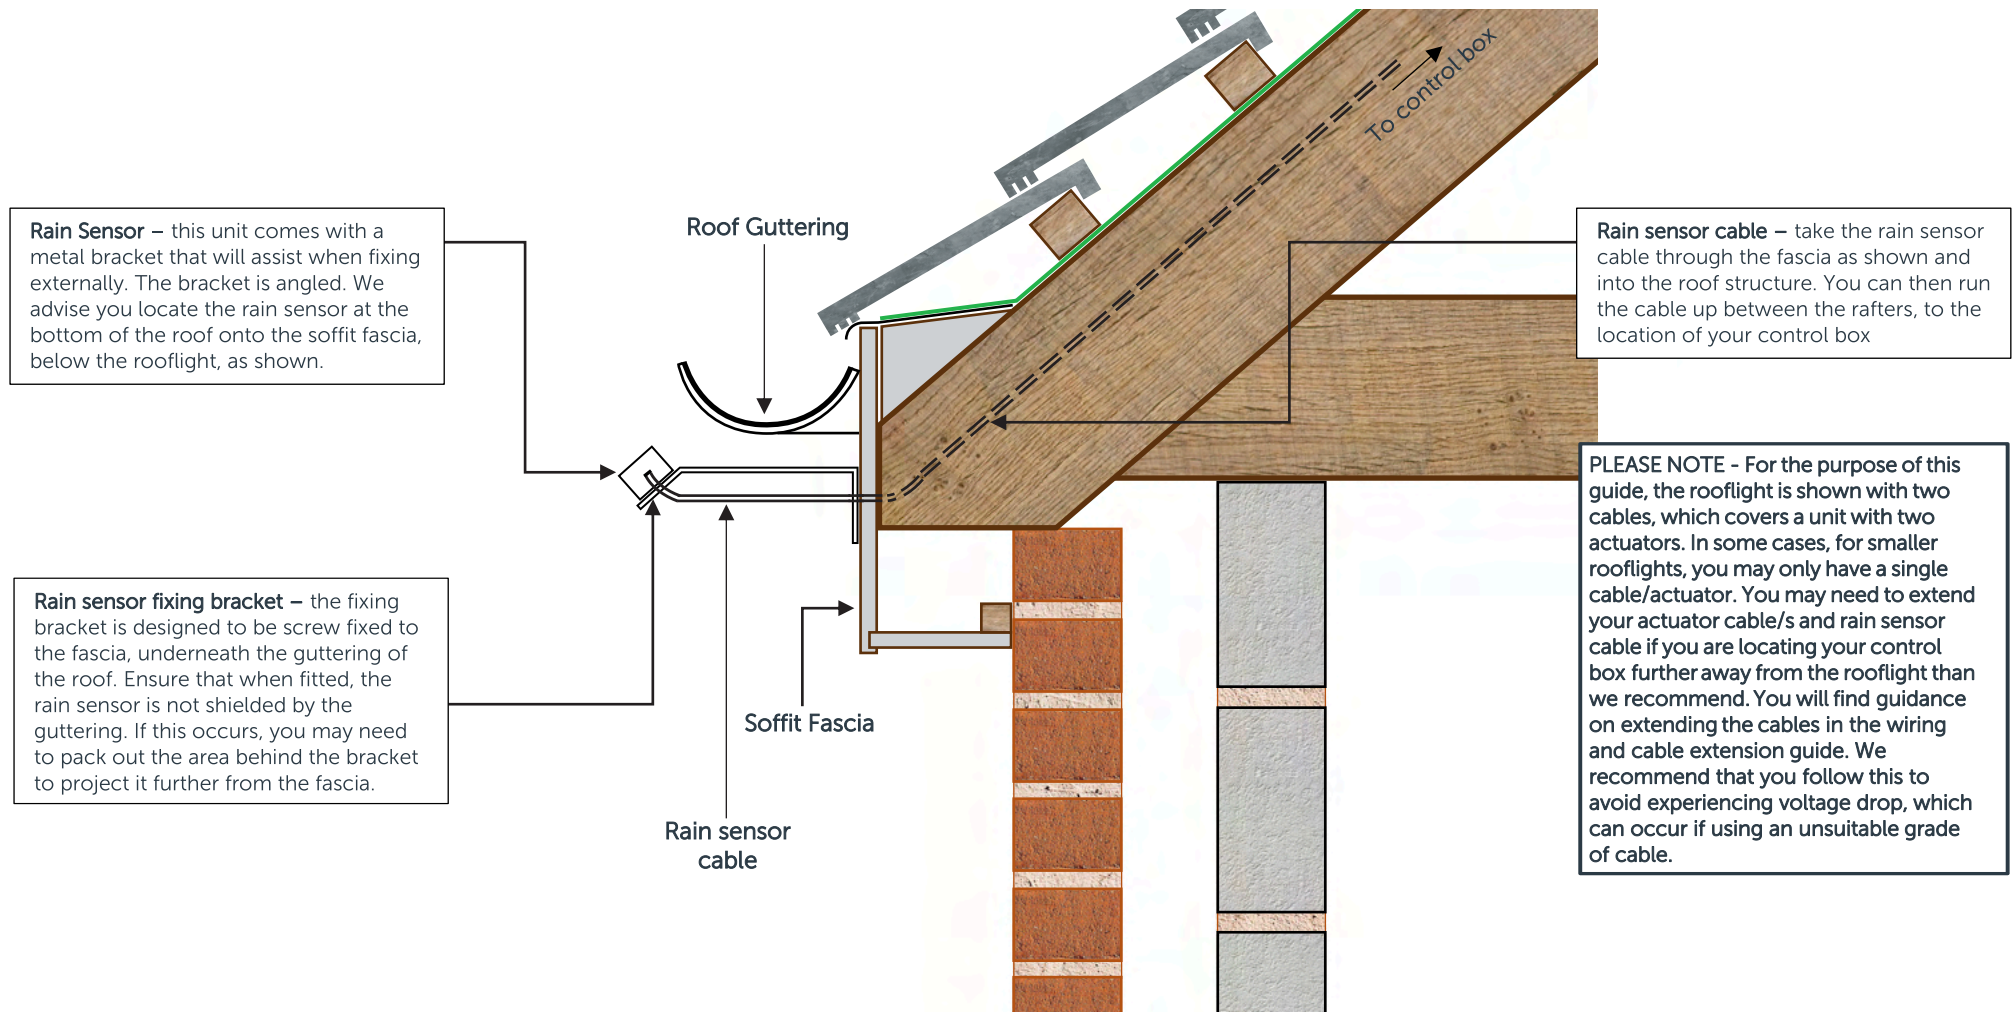 To control box
Roof Guttering
Rain Sensor – this unit comes with a
metal bracket that will assist when fixing
externally. The bracket is angled. We
advise you locate the rain sensor at the
bottom of the roof onto the soffit fascia,
below the rooflight, as shown.
Rain sensor cable – take the rain sensor
cable through the fascia as shown and
into the roof structure. You can then run
the cable up between the rafters, to the
location of your control box
PLEASE NOTE - For the purpose of this
guide, the rooflight is shown with two
cables, which covers a unit with two
actuators. In some cases, for smaller
rooflights, you may only have a single
cable/actuator. You may need to extend
your actuator cable/s and rain sensor
cable if you are locating your control
box further away from the rooflight than
we recommend. You will find guidance
on extending the cables in the wiring
and cable extension guide. We
recommend that you follow this to
avoid experiencing voltage drop, which
can occur if using an unsuitable grade
of cable.
Rain sensor fixing bracket – the fixing
bracket is designed to be screw fixed to
the fascia, underneath the guttering of
the roof. Ensure that when fitted, the
rain sensor is not shielded by the
guttering. If this occurs, you may need
to pack out the area behind the bracket
to project it further from the fascia.
Soffit Fascia
Rain sensor
cable